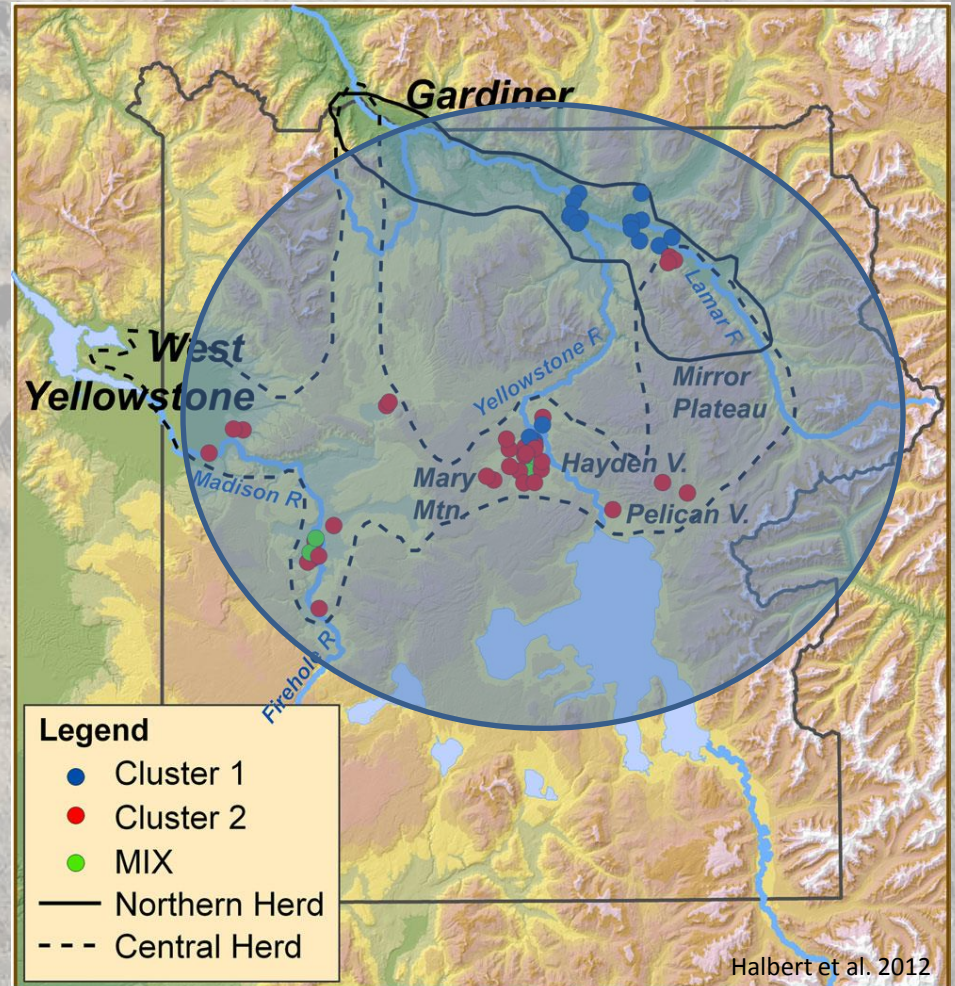 Gardiner
West
Yellowstone
Yellowstone R
Lamar R
Mirror
Plateau
Mary
Mtn.
Hayden V.
Pelican V.
Madison R
Firehole R
Legend
Cluster 1
Cluster 2
MIX
Northern Herd
Central Herd
Halbert et al. 2012